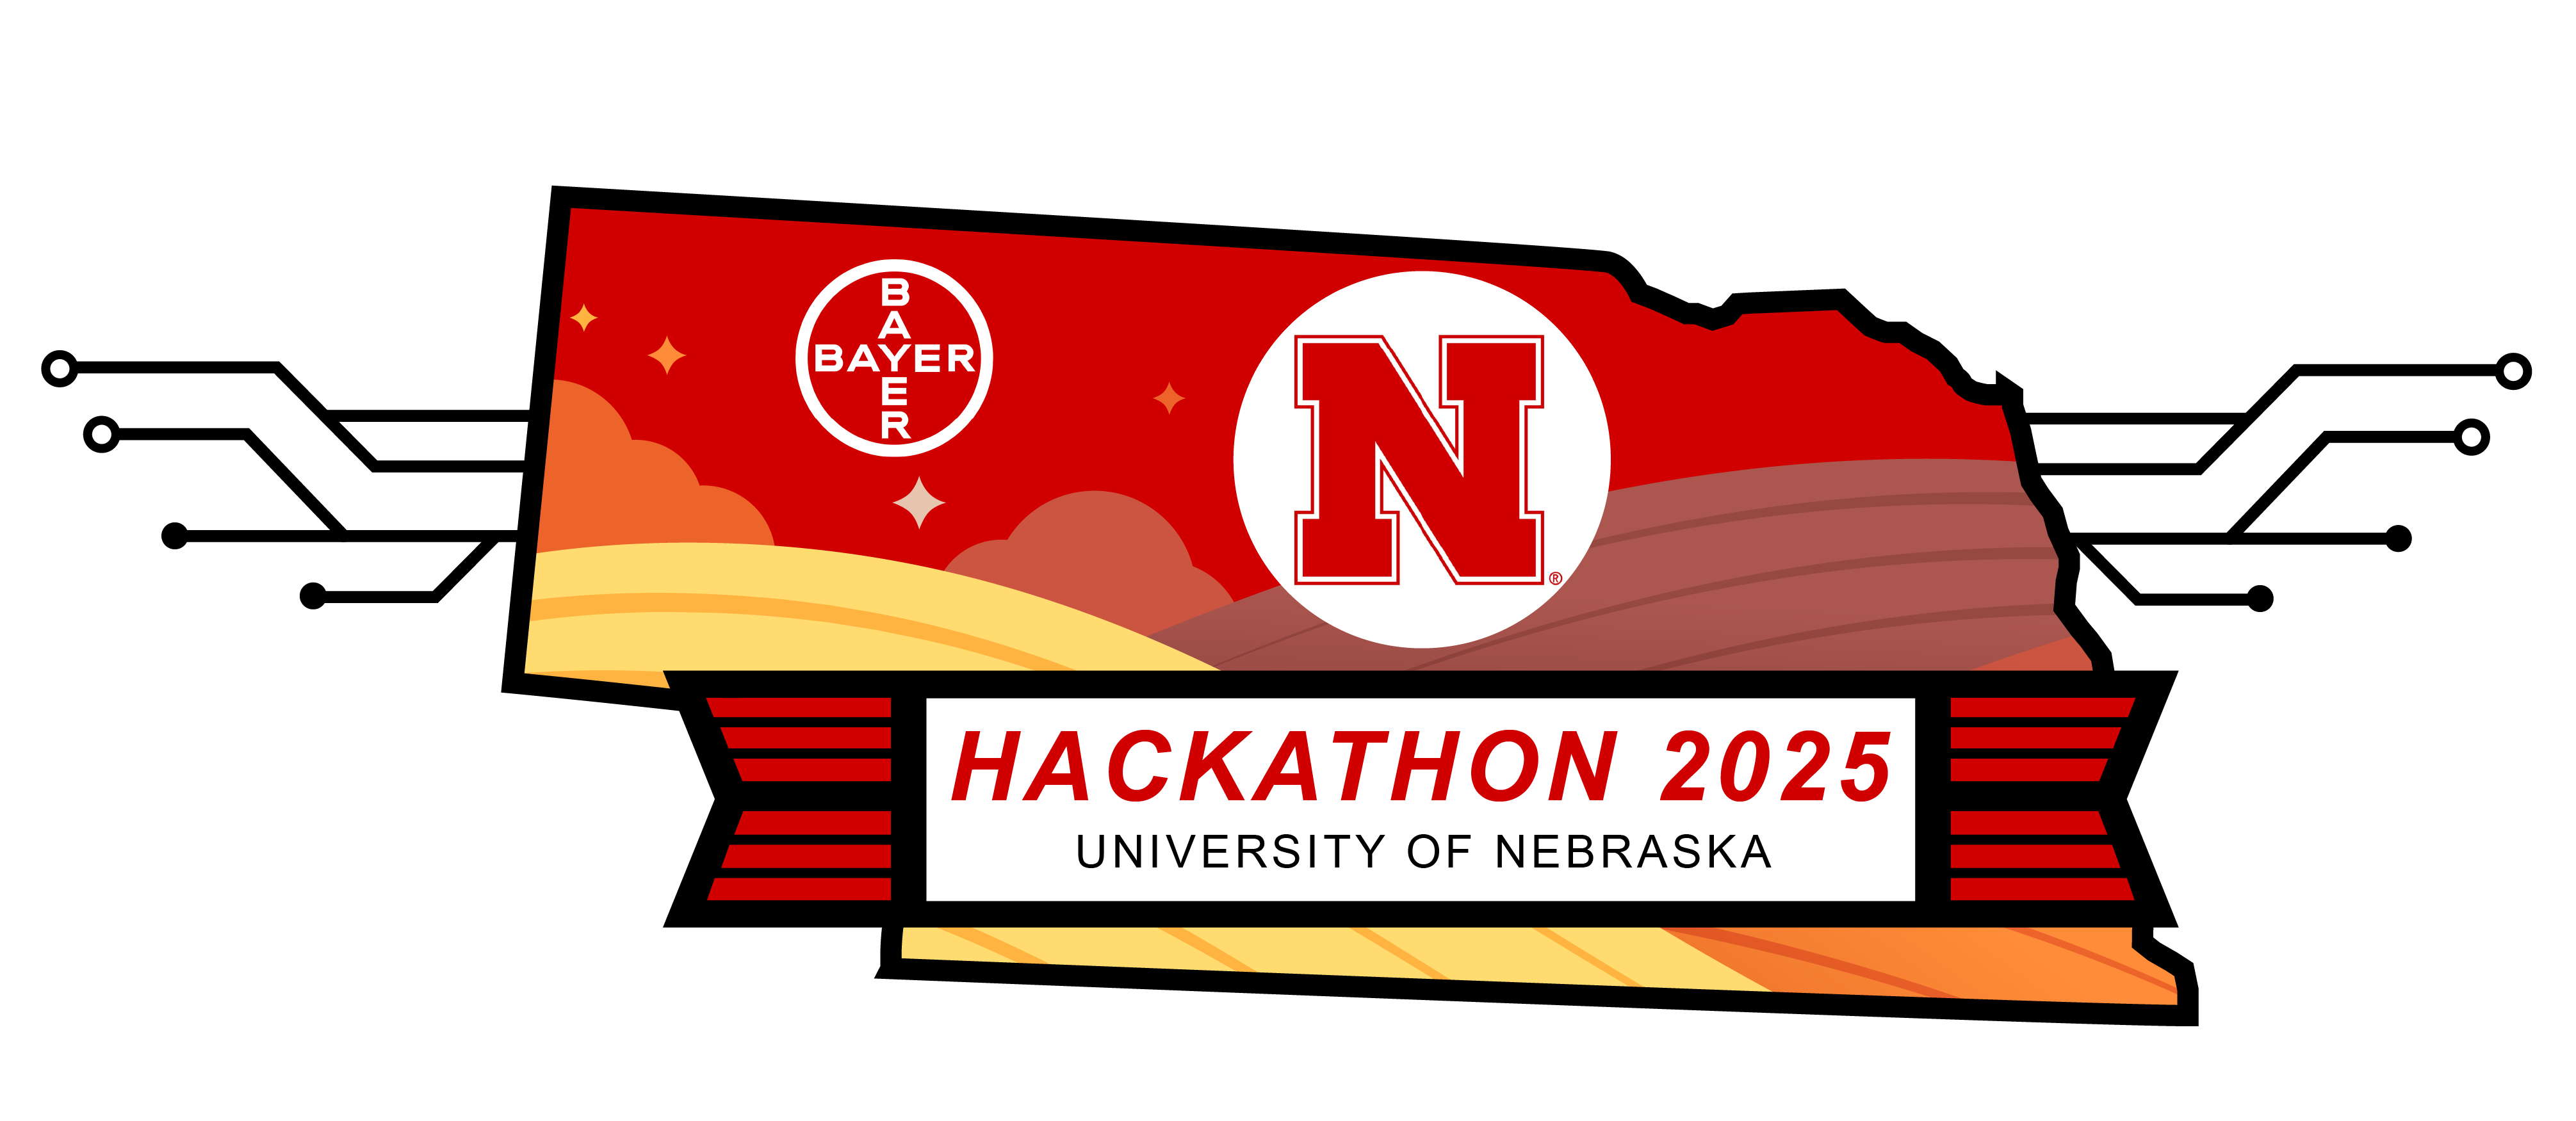 BAYER
BAYER
N
®
HACKATHON 2025
UNIVERSITY OF NEBRASKA